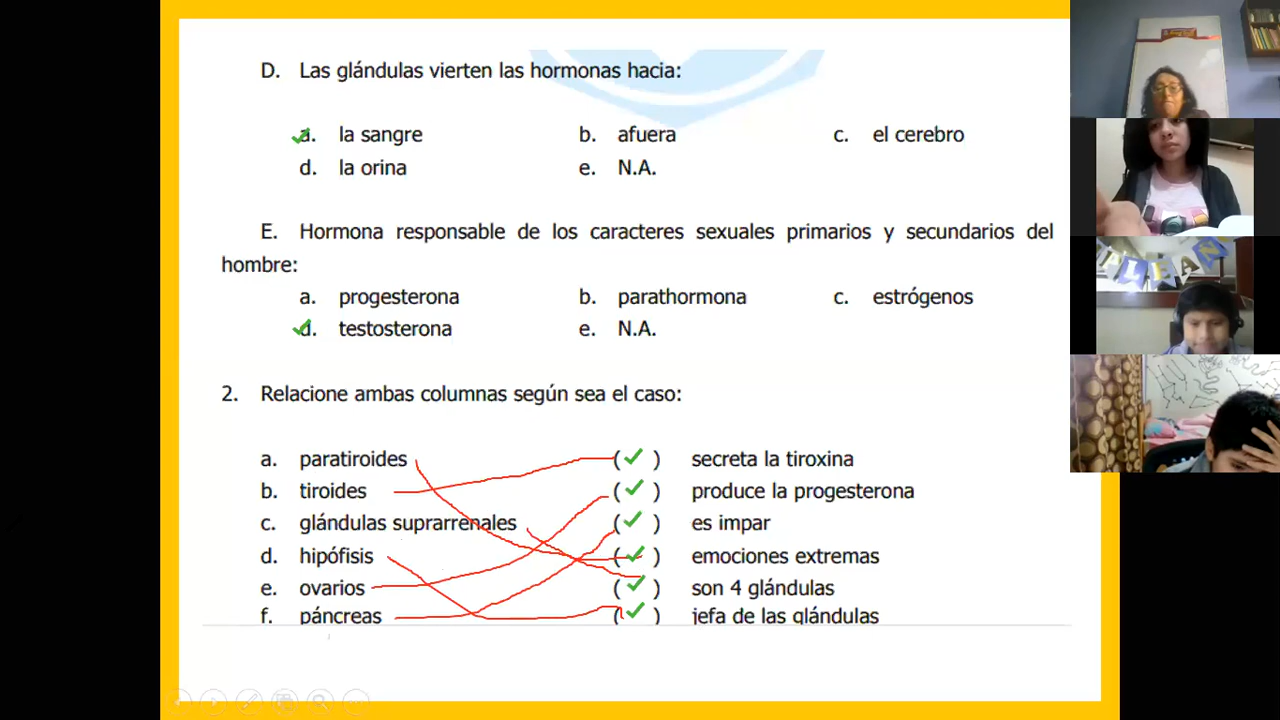 D. Las glándulas vierten las hormonas hacia:
a. la sangre b. afuera c. el cerebro
d. la orina e. N.A.
E. Hormona responsable de los caracteres sexuales primarios y secundarios del
hombre:
a. progesterona b. parathormona c. estrógenos
d. testosterona e. N.A.
2. Relacione ambas columnas según sea el caso:
a. paratiroides ( ) secreta la tiroxina
b. tiroides ( ) produce la progesterona
c. glándulas suprarrenales ( ) es impar
d. hipófisis ( ) emociones extremas
e. ovarios ( ) son 4 glándulas
f. páncreas ( ) jefa de las glándulas
LEAN